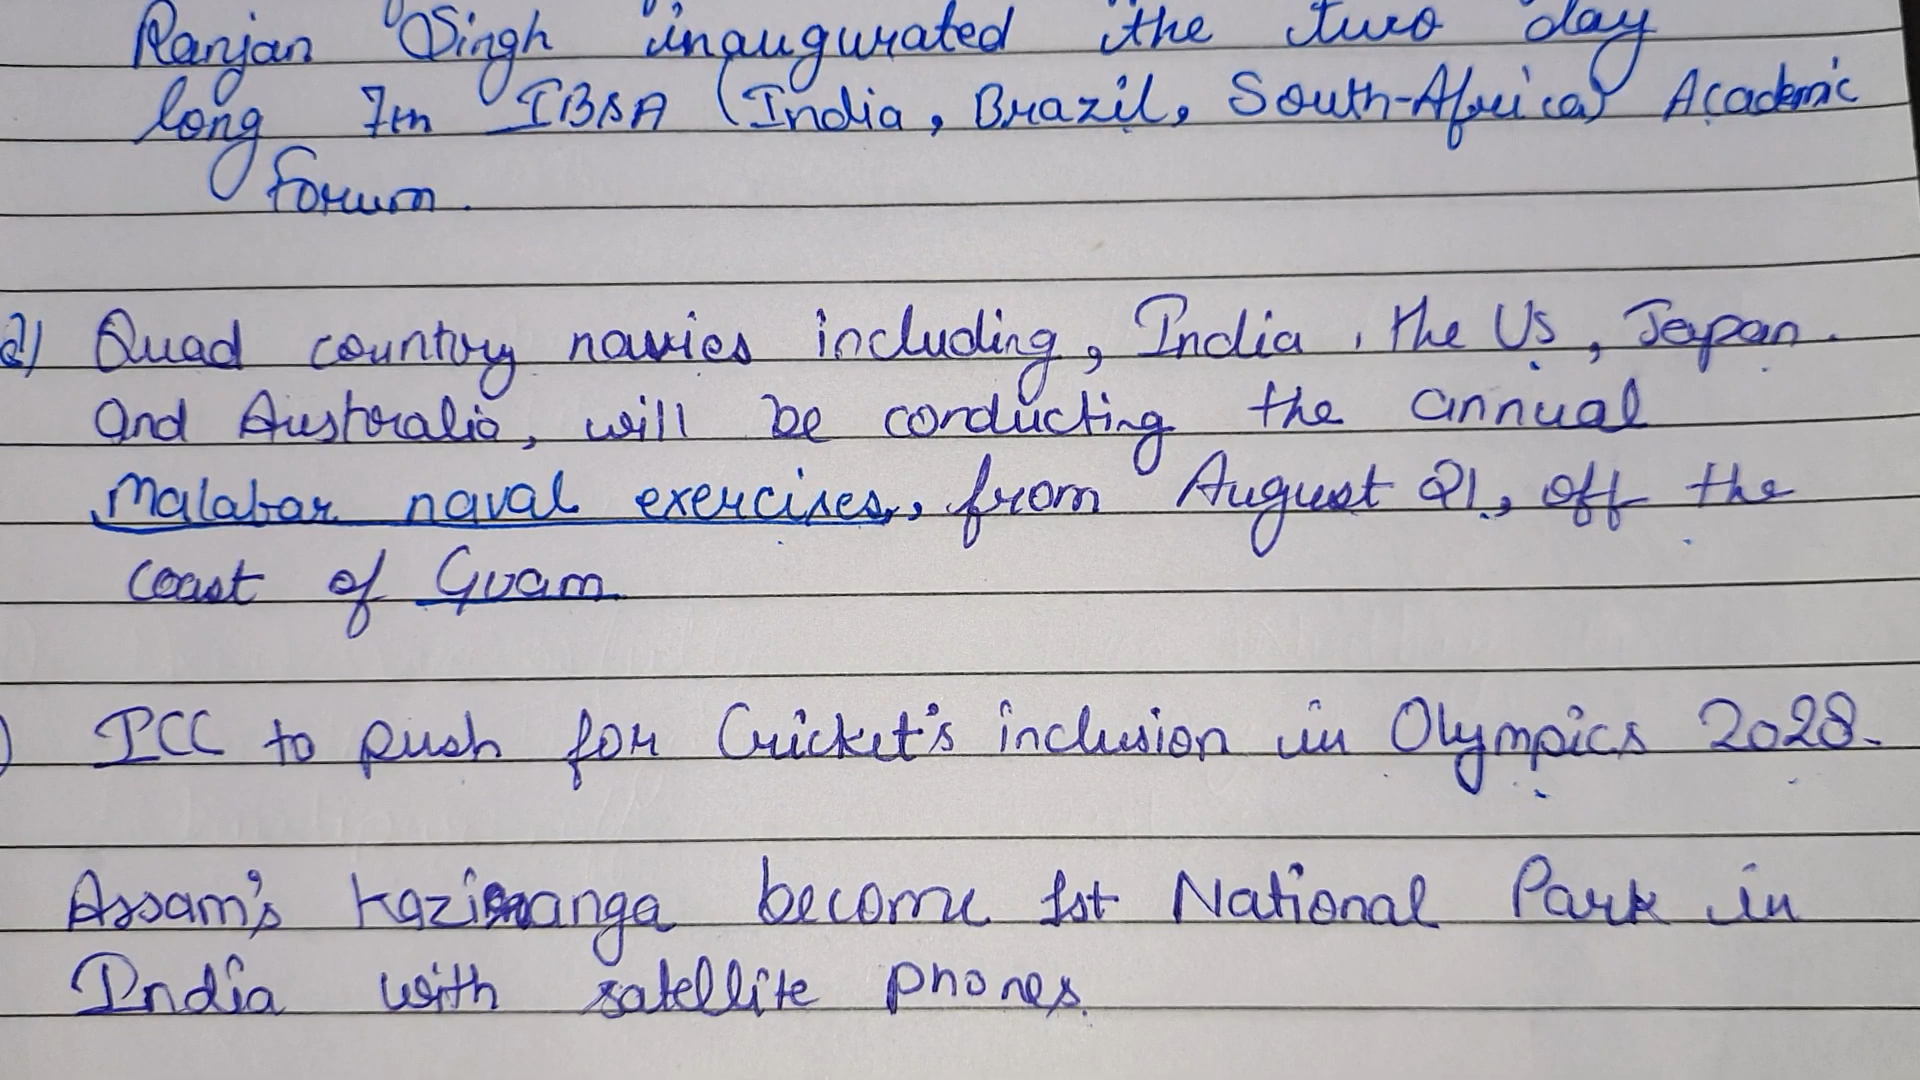 Ranjan Singh inaugurated the two day
long 7th IBSA (India, Brazil, South-Africa) Academic
Forum.
2) Quad country navies including, India, the US, Japan.
and Australia, will be conducting the annual
Malabar naval exercises, from August 21, off the
coast of Guam
) ICC to push for Cricket's inclusion in Olympics 2028.
Assam's Kaziranga become 1st National Park in
India with satellite phones.